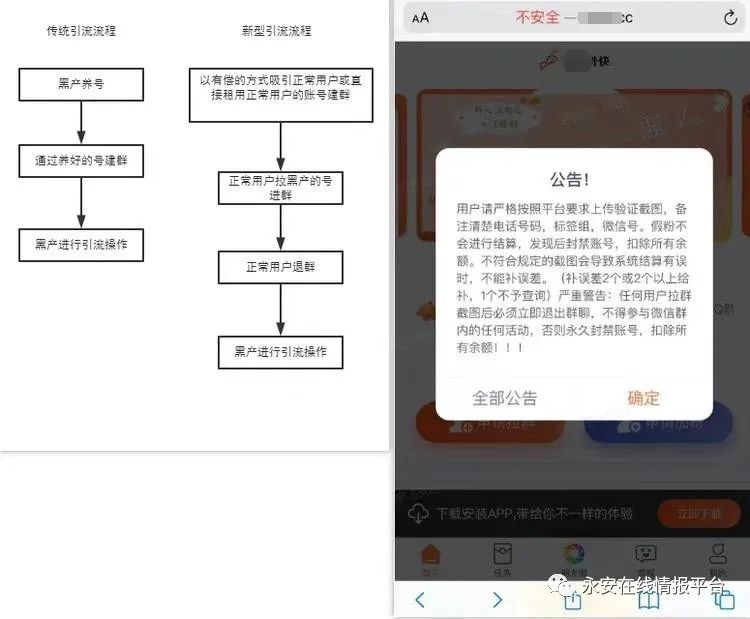 传统引流流程
黑产养号
通过养好的号建群
黑产进行引流操作
新型引流流程
以有偿的方式吸引正常用户或直
接租用正常用户的账号建群
正常用户拉黑产的号
进群
正常用户退群
黑产进行引流操作
AA
不安全 — cc
外快
公告！
用户请严格按照平台要求上传验证截图，备
注清楚电话号码，标签组，微信号。假粉不
会进行结算，发现后封禁账号，扣除所有余
额。不符合规定的截图会导致系统结算有误
时，不能补误差。（补误差2个或2个以上给
补，1个不予查询）严重警告：任何用户拉群
截图后必须立即退出群聊，不得参与微信群
内的任何活动，否则永久封禁账号，扣除所
有余额！！！
Q群
全部公告
确定
申请拉群
申请加粉
下载安装APP,带给你不一样的体验
立即下载
首页
任务
朋友圈
客服
我的
永安在线情报平台